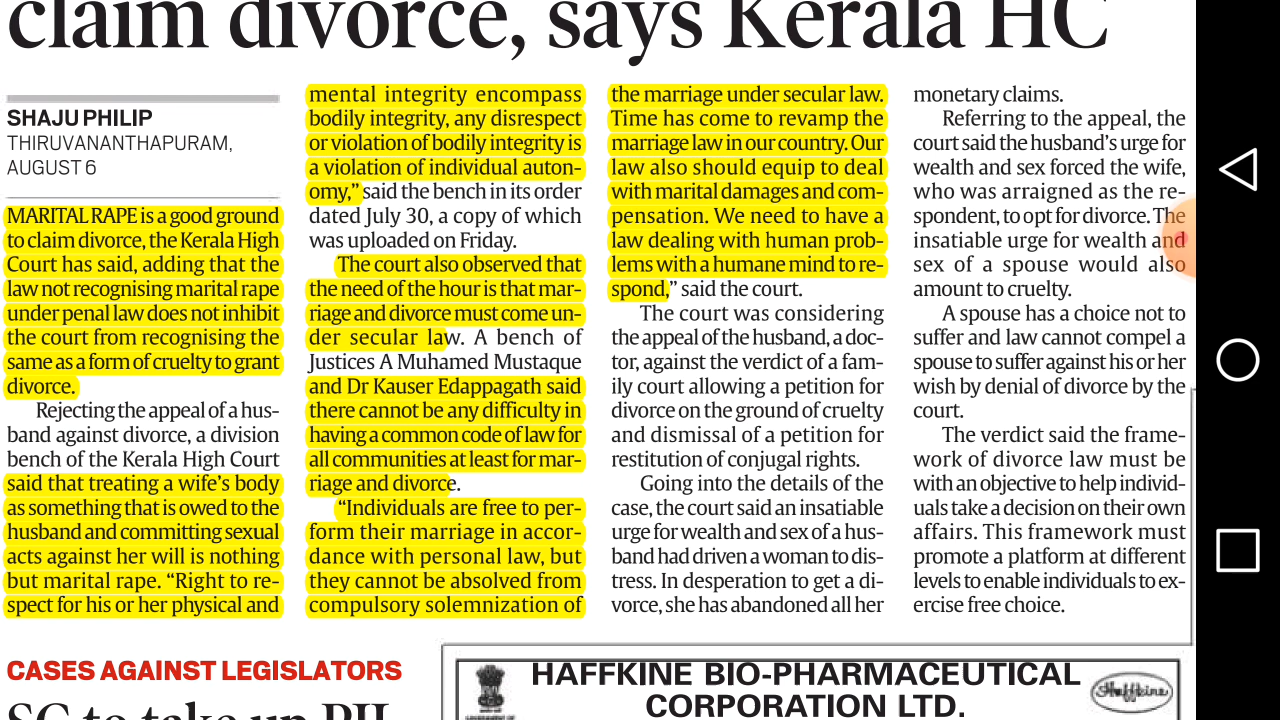 claim divorce, says Kerala HC
SHAJU PHILIP
THIRUVANANTHAPURAM,
AUGUST 6
MARITAL RAPE is a good ground
to claim divorce, the Kerala High
Court has said, adding that the
law not recognising marital rape
under penal law does not inhibit
the court from recognising the
same as a form of cruelty to grant
divorce.
Rejecting the appeal of a hus-
band against divorce, a division
bench of the Kerala High Court
said that treating a wife's body
as something that is owed to the
husband and committing sexual
acts against her will is nothing
but marital rape. “Right to re-
spect for his or her physical and
mental integrity encompass
bodily integrity, any disrespect
or violation of bodily integrity is
a violation of individual auton-
omy,” said the bench in its order
dated July 30, a copy of which
was uploaded on Friday.
The court also observed that
the need of the hour is that mar-
riage and divorce must come un-
der secular law. A bench of
Justices A Muhamed Mustaque
and Dr Kauser Edappagath said
there cannot be any difficulty in
having a common code of law for
all communities at least for mar-
riage and divorce.
“Individuals are free to per-
form their marriage in accor-
dance with personal law, but
they cannot be absolved from
compulsory solemnization of
the marriage under secular law.
Time has come to revamp the
marriage law in our country. Our
law also should equip to deal
with marital damages and com-
pensation. We need to have a
law dealing with human prob-
lems with a humane mind to re-
spond,” said the court.
The court was considering
the appeal of the husband, a doc-
tor, against the verdict of a fam-
ily court allowing a petition for
divorce on the ground of cruelty
and dismissal of a petition for
restitution of conjugal rights.
Going into the details of the
case, the court said an insatiable
urge for wealth and sex of a hus-
band had driven a woman to dis-
tress. In desperation to get a di-
vorce, she has abandoned all her
monetary claims.
Referring to the appeal, the
court said the husband's urge for
wealth and sex forced the wife,
who was arraigned as the re-
spondent, to opt for divorce. The
insatiable urge for wealth and
sex of a spouse would also
amount to cruelty.
A spouse has a choice not to
suffer and law cannot compel a
spouse to suffer against his or her
wish by denial of divorce by the
court.
The verdict said the frame-
work of divorce law must be
with an objective to help individ-
uals take a decision on their own
affairs. This framework must
promote a platform at different
levels to enable individuals to ex-
ercise free choice.
CASES AGAINST LEGISLATORS
SC to take up PIL
HAFFKINE BIO-PHARMACEUTICAL
CORPORATION LTD.
Haffkine